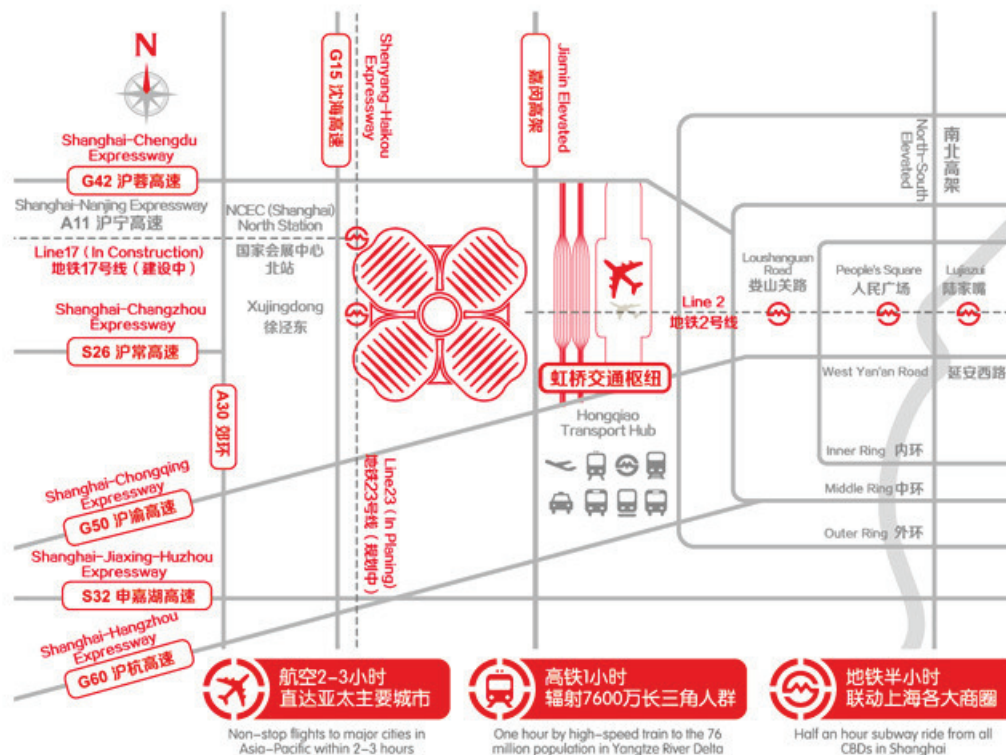 N
Shanghai-Chengdu
Expressway
G42 沪蓉高速
Shanghai-Nanjing Expressway
A11 沪宁高速
Line17 (In Construction)
地铁17号线（建设中）
Shanghai-Changzhou
Expressway
S26 沪常高速
A30 郊环
Shanghai-Chongqing
Expressway
G50 沪渝高速
Shanghai-Jiaxing-Huzhou
Expressway
S32 申嘉湖高速
Shanghai-Hangzhou
Expressway
G60 沪杭高速
G15 沈海高速
Shenyang-Haikou
Expressway
NCEC (Shanghai)
North Station
国家会展中心
北站
Xujingdong
徐泾东
Line23 (In Planing)
地铁23号线（规划中）
嘉闵高架
Jiamin Elevated
虹桥交通枢纽
Hongqiao
Transport Hub
Line 2
地铁2号线
Loushanguan
Road
娄山关路
People's Square
人民广场
Lujiazui
陆家嘴
North-South
Elevated
南北高架
West Yan'an Road 延安西路
Inner Ring 内环
Middle Ring 中环
Outer Ring 外环
航空2-3小时
直达亚太主要城市
Non-stop flights to major cities in
Asia-Pacific within 2-3 hours
高铁1小时
辐射7600万长三角人群
One hour by high-speed train to the 76
million population in Yangtze River Delta
地铁半小时
联动上海各大商圈
Half an hour subway ride from all
CBDs in Shanghai